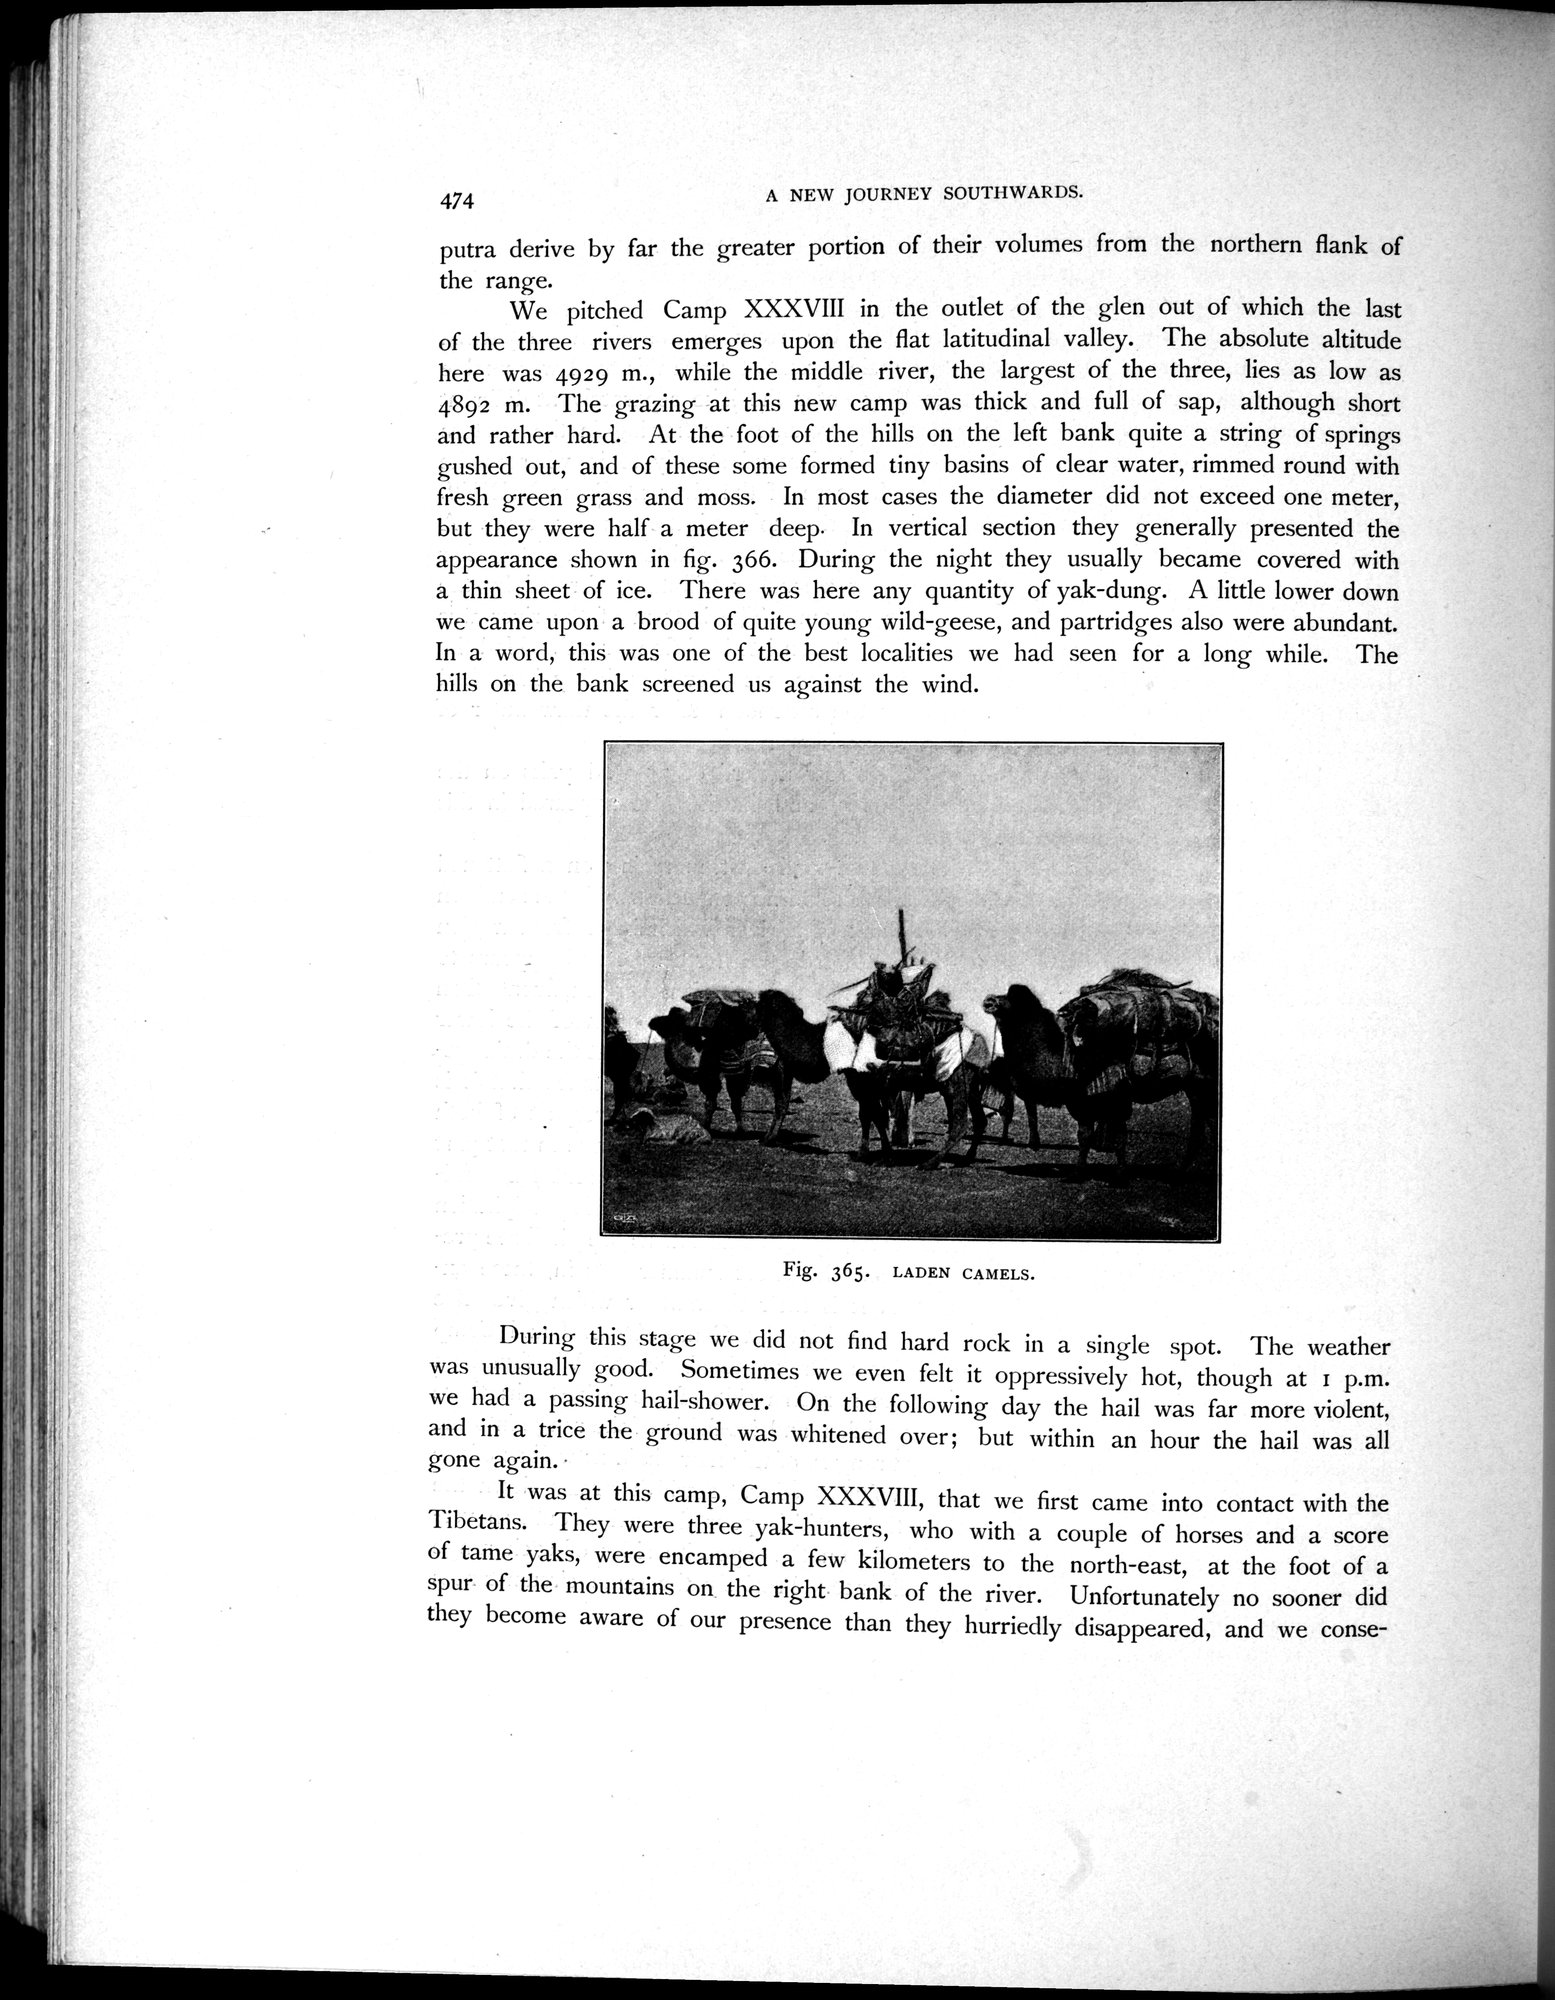 474
A NEW JOURNEY SOUTHWARDS.
putra derive by far the greater portion of their volumes from the northern flank of
the range.
We pitched Camp XXXVIII in the outlet of the glen out of which the last
of the three rivers emerges upon the flat latitudinal valley. The absolute altitude
here was 4929 m., while the middle river, the largest of the three, lies as low as
4892 m. The grazing at this new camp was thick and full of sap, although short
and rather hard. At the foot of the hills on the left bank quite a string of springs
gushed out, and of these some formed tiny basins of clear water, rimmed round with
fresh green grass and moss. In most cases the diameter did not exceed one meter,
but they were half a meter deep. In vertical section they generally presented the
appearance shown in fig. 366. During the night they usually became covered with
a thin sheet of ice. There was here any quantity of yak-dung. A little lower down
we came upon a brood of quite young wild-geese, and partridges also were abundant.
In a word, this was one of the best localities we had seen for a long while. The
hills on the bank screened us against the wind.
Fig. 365. LADEN CAMELS.
During this stage we did not find hard rock in a single spot. The weather
was unusually good. Sometimes we even felt it oppressively hot, though at 1 p.m.
we had a passing hail-shower. On the following day the hail was far more violent,
and in a trice the ground was whitened over; but within an hour the hail was all
gone again.
It was at this camp, Camp XXXVIII, that we first came into contact with the
Tibetans. They were three yak-hunters, who with a couple of horses and a score
of tame yaks, were encamped a few kilometers to the north-east, at the foot of a
spur of the mountains on the right bank of the river. Unfortunately no sooner did
they become aware of our presence than they hurriedly disappeared, and we conse-